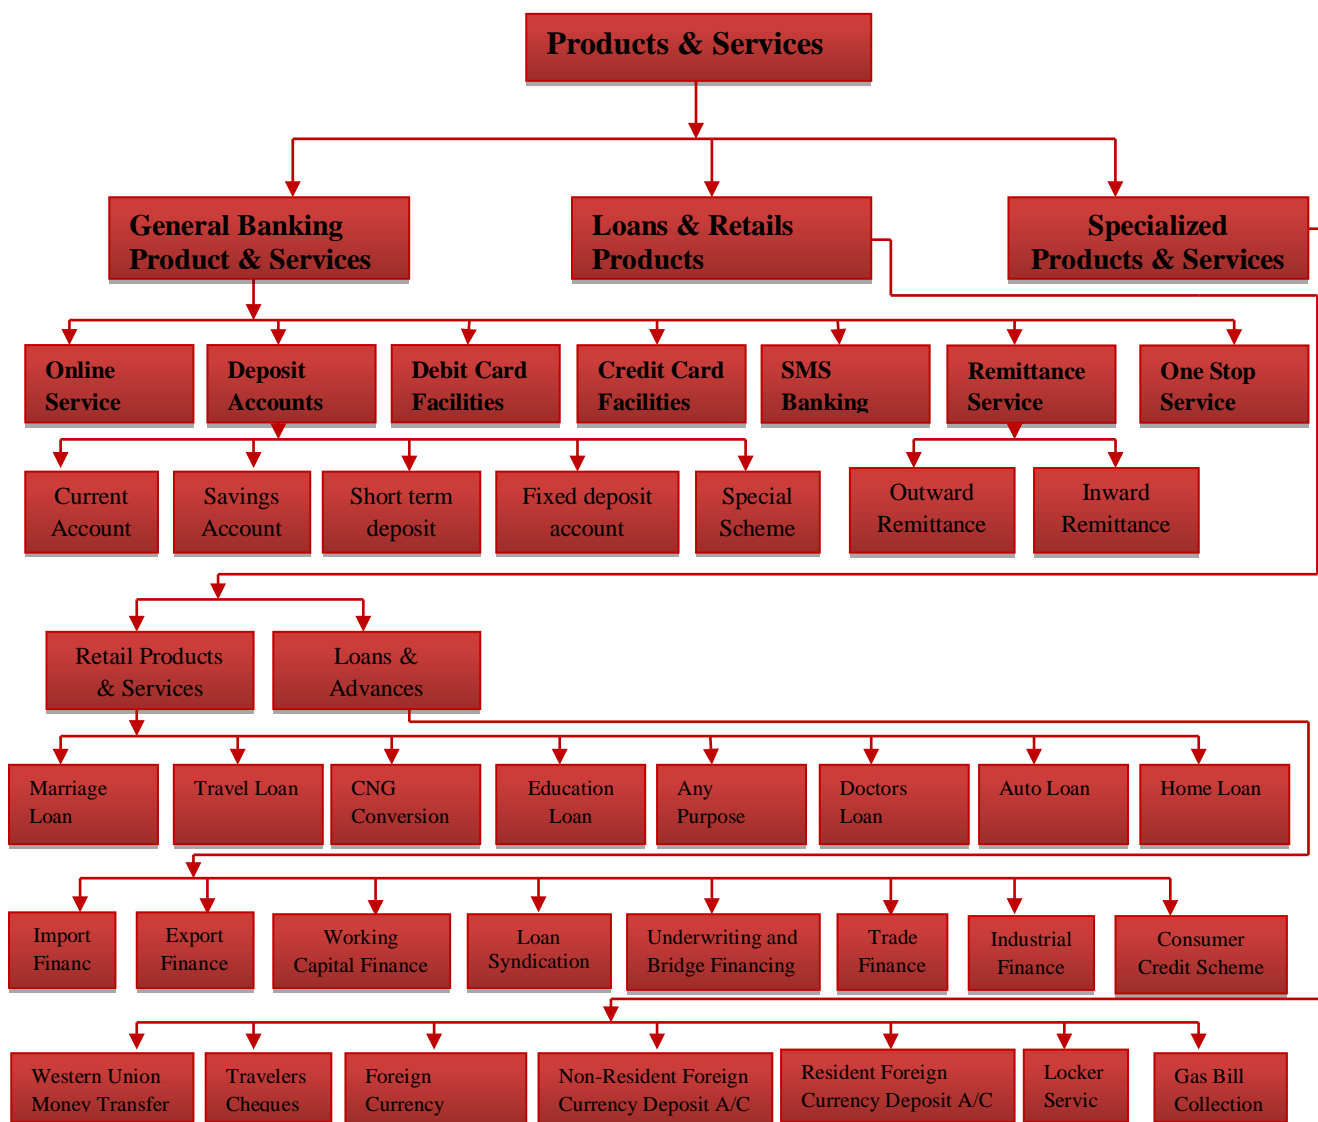 Products & Services
General Banking
Product & Services
Loans & Retails
Products
Specialized
Products & Services
Online
Service
Deposit
Accounts
Debit Card
Facilities
Credit Card
Facilities
SMS
Banking
Remittance
Service
One Stop
Service
Current
Account
Savings
Account
Short term
deposit
Fixed deposit
account
Special
Scheme
Outward
Remittance
Inward
Remittance
Retail Products
& Services
Loans &
Advances
Marriage
Loan
Travel Loan
CNG
Conversion
Education
Loan
Any
Purpose
Doctors
Loan
Auto Loan
Home Loan
Import
Financ
Export
Finance
Working
Capital Finance
Loan
Syndication
Underwriting and
Bridge Financing
Trade
Finance
Industrial
Finance
Consumer
Credit Scheme
Western Union
Money Transfer
Travelers
Cheques
Foreign
Currency
Non-Resident Foreign
Currency Deposit A/C
Resident Foreign
Currency Deposit A/C
Locker
Servic
Gas Bill
Collection